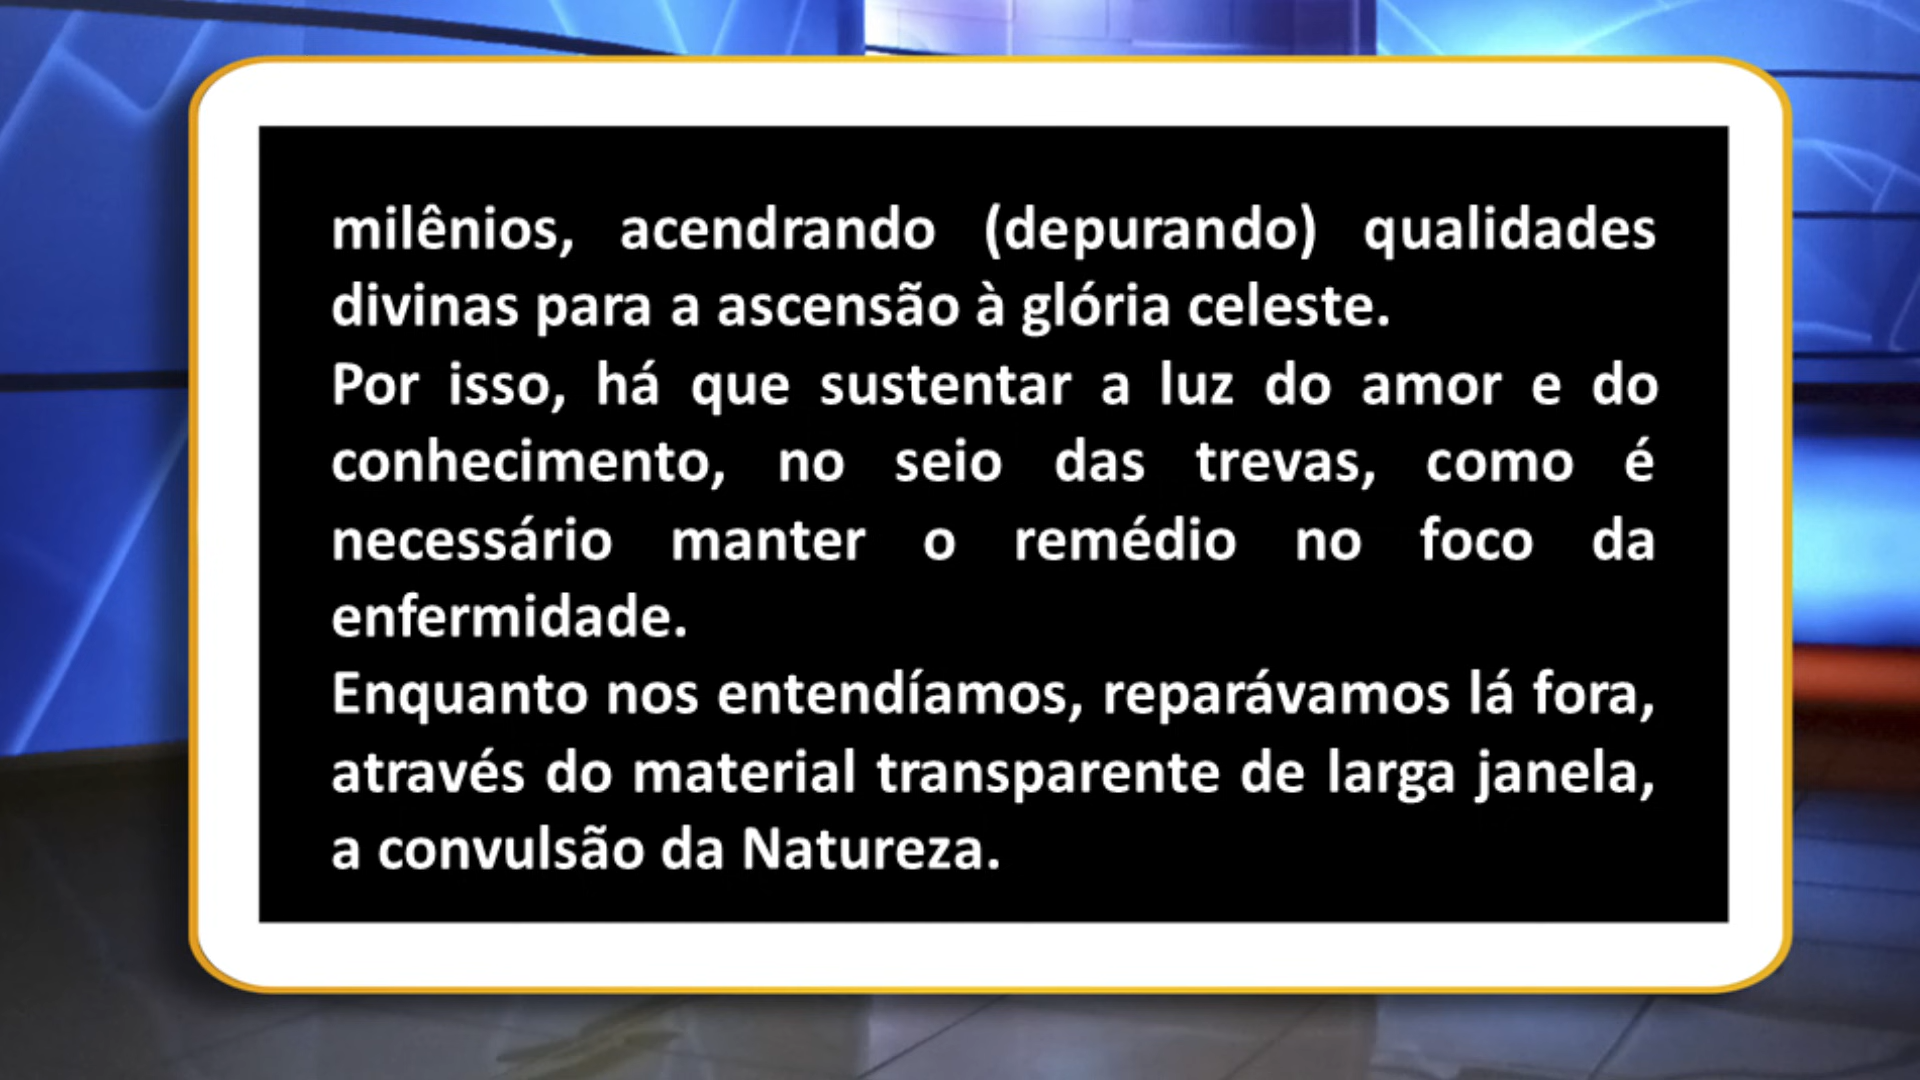 milênios, acendrando (depurando) qualidades
divinas para a ascensão à glória celeste.
Por isso, há que sustentar a luz do amor e do
conhecimento, no seio das trevas, como é
necessário manter o remédio no foco da
enfermidade.
Enquanto nos entendíamos, reparávamos lá fora,
através do material transparente de larga janela,
a convulsão da Natureza.